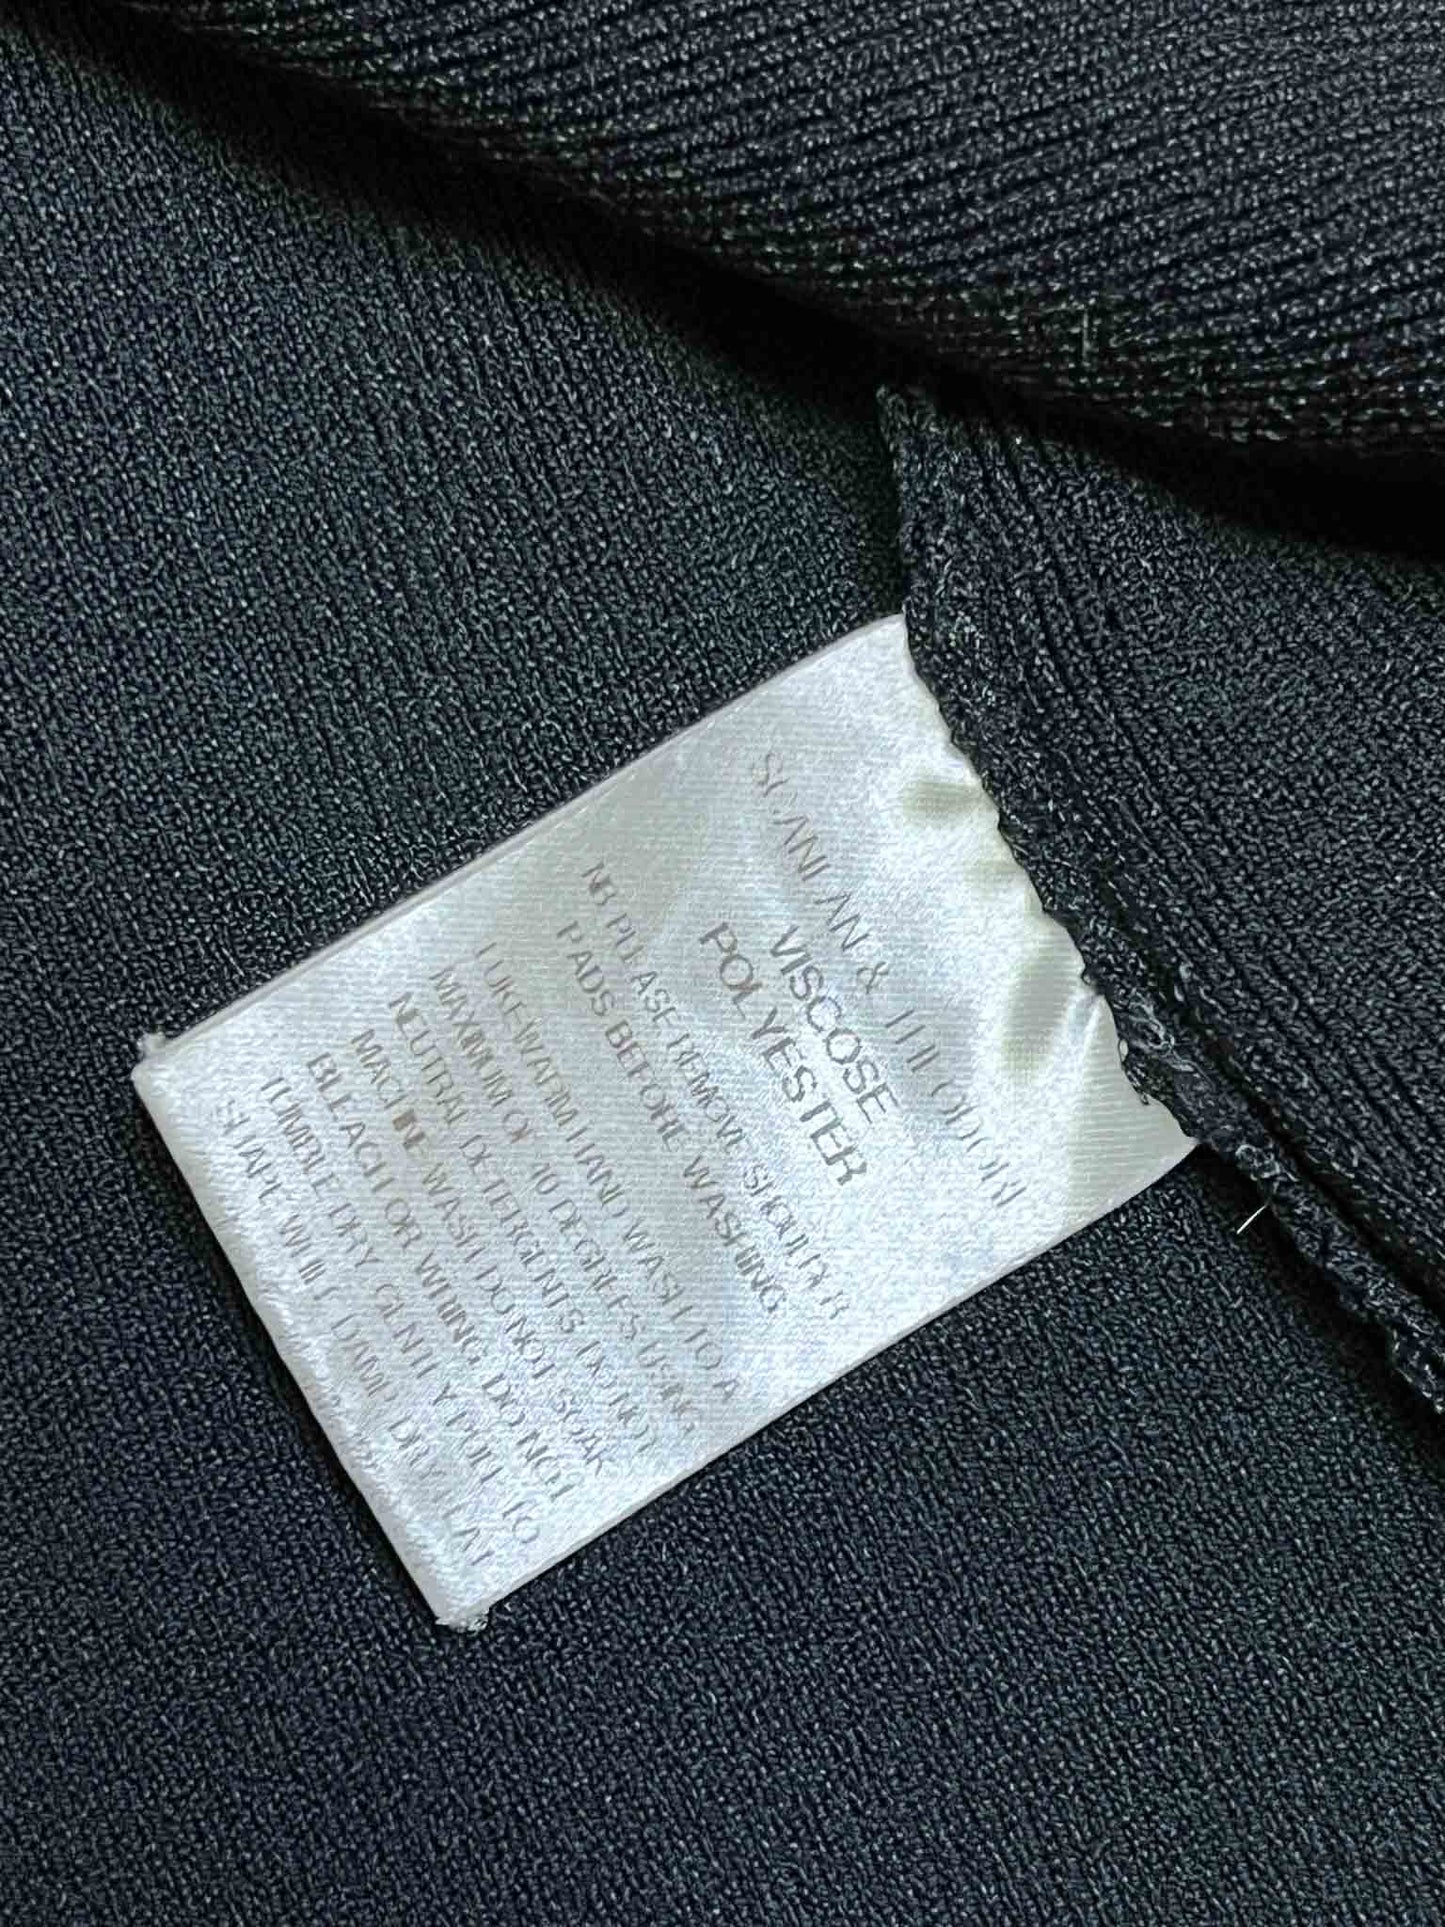 SCANLAN & THEODORE
VISCOSE
POLYESTER
NB PLEASE REMOVE SHOULDER
PADS BEFORE WASHING
LUKEWARM HAND WASH TO A
MAXIMUM OF 40 DEGREES USING
NEUTRAL DETERGENTS DO NOT
MACHINE WASH DO NOT SOAK
BLEACH OR WRING. DO NOT
TUMBLE DRY GENTLY PULL TO
SHAPE WHILE DAMP DRY FLAT